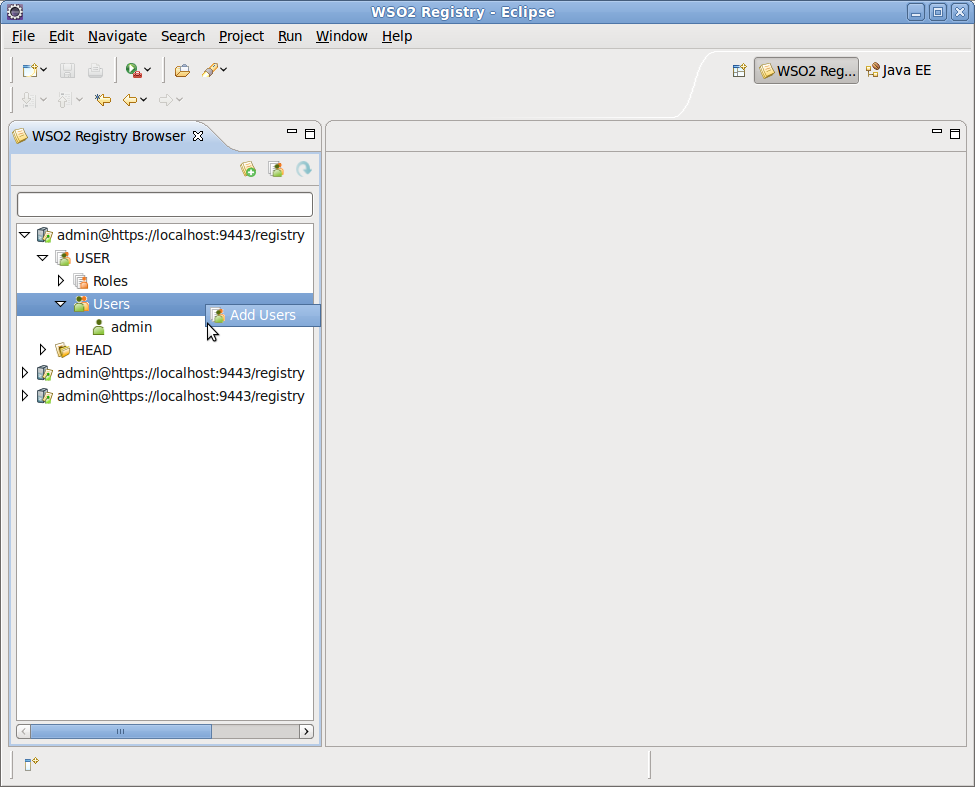 WSO2 Registry - Eclipse
File Edit Navigate Search Project Run Window Help
WSO2 Reg... Java EE
WSO2 Registry Browser
admin@https://localhost:9443/registry
USER
Roles
Users
Add Users
admin
HEAD
admin@https://localhost:9443/registry
admin@https://localhost:9443/registry